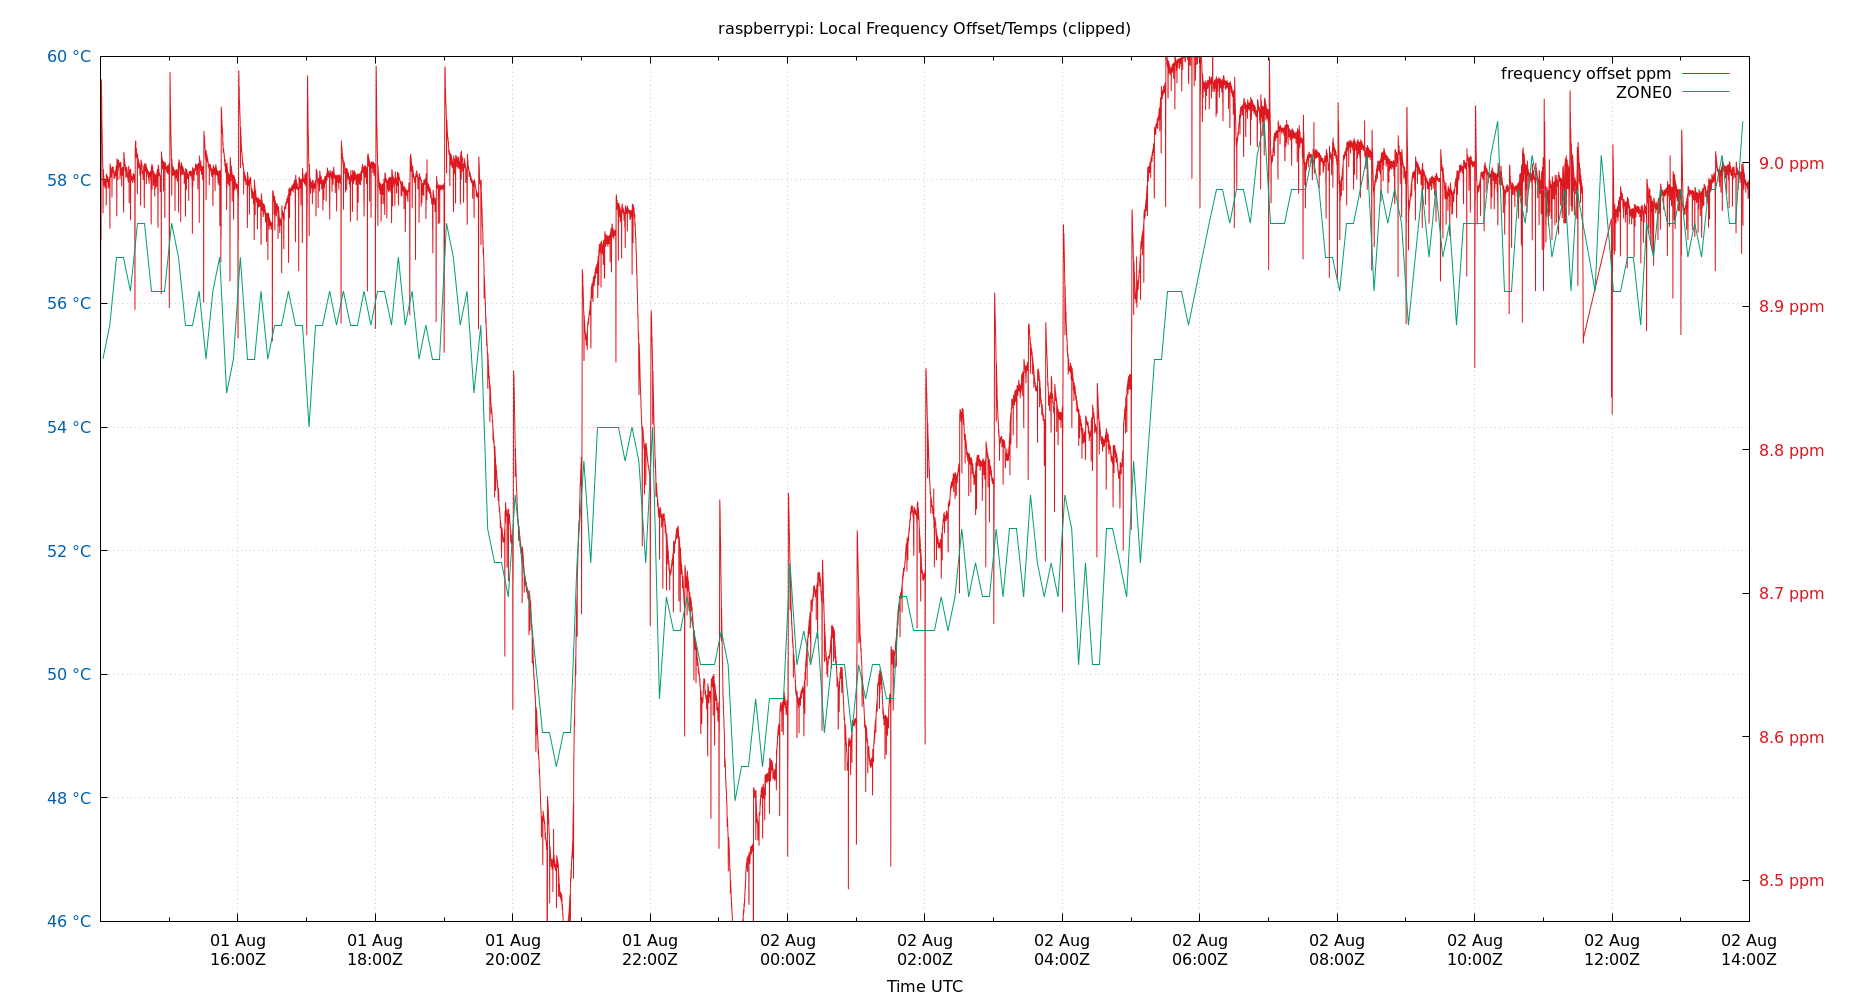 raspberrypi: Local Frequency Offset/Temps (clipped)
60 °C
58 °C
56 °C
54 °C
52 °C
50 °C
48 °C
46 °C
frequency offset ppm
ZONE0
9.0 ppm
8.9 ppm
8.8 ppm
8.7 ppm
8.6 ppm
8.5 ppm
01 Aug
16:00Z
01 Aug
18:00Z
01 Aug
20:00Z
01 Aug
22:00Z
02 Aug
00:00Z
02 Aug
02:00Z
02 Aug
04:00Z
02 Aug
06:00Z
02 Aug
08:00Z
02 Aug
10:00Z
02 Aug
12:00Z
02 Aug
14:00Z
Time UTC